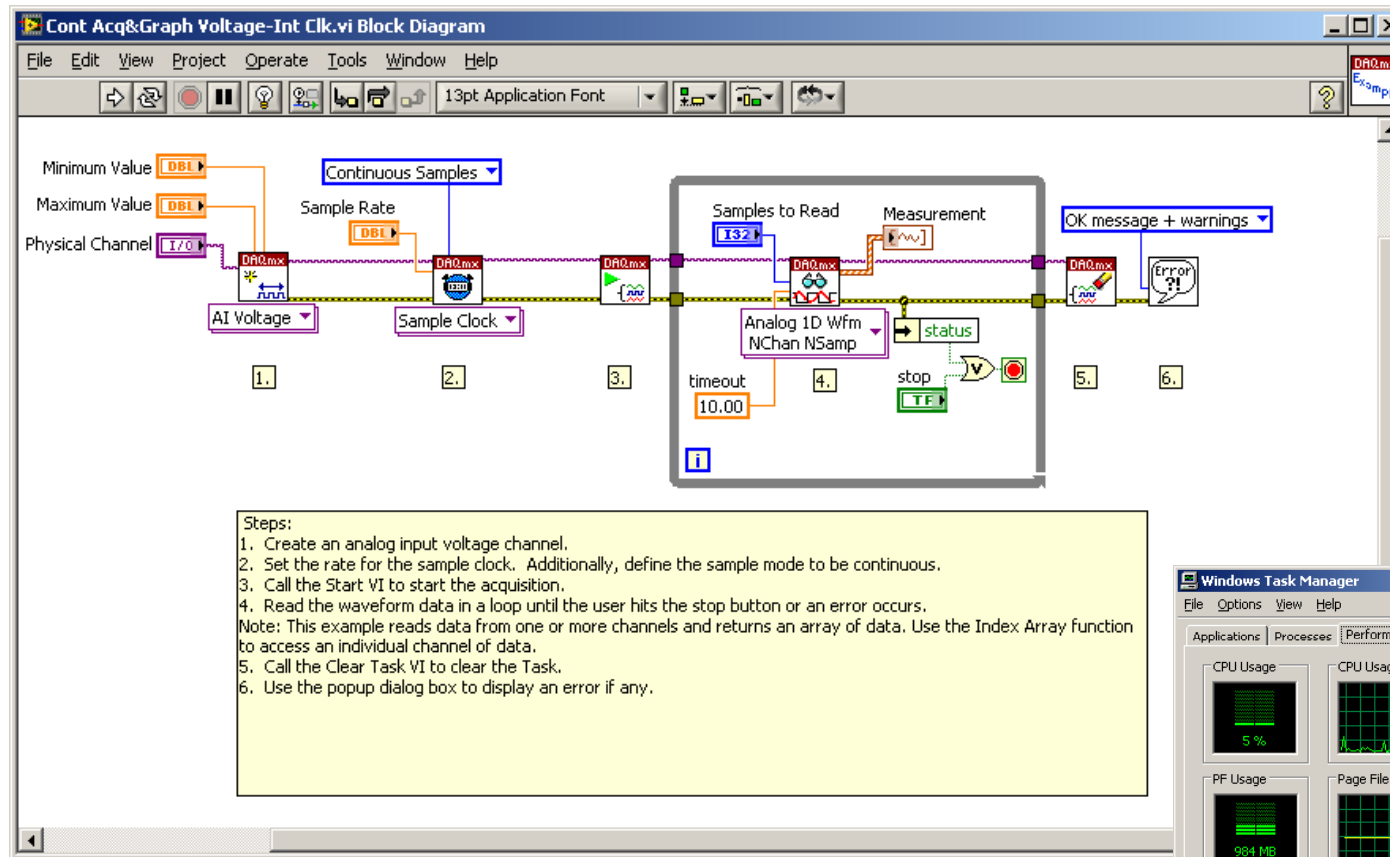 Cont Acq&Graph Voltage-Int Clk.vi Block Diagram
File Edit View Project Operate Tools Window Help
13pt Application Font
?
DAQm
Examp
Minimum Value DBL
Maximum Value DBL
Physical Channel I/O
Continuous Samples
Sample Rate
DBL
DAQmx
AI Voltage
1.
DAQmx
Sample Clock
2.
DAQmx
3.
Samples to Read
I32
Measurement
DAQmx
Analog 1D Wfm
NChan NSamp
4.
timeout
10.00
status
stop
TF
V
i
OK message + warnings
DAQmx
5.
Error
?!
6.
Steps:
1. Create an analog input voltage channel.
2. Set the rate for the sample clock. Additionally, define the sample mode to be continuous.
3. Call the Start VI to start the acquisition.
4. Read the waveform data in a loop until the user hits the stop button or an error occurs.
Note: This example reads data from one or more channels and returns an array of data. Use the Index Array function
to access an individual channel of data.
5. Call the Clear Task VI to clear the Task.
6. Use the popup dialog box to display an error if any.
Windows Task Manager
File Options View Help
Applications Processes Perform
CPU Usage
CPU Usag
5 %
PF Usage
Page File
984 MB